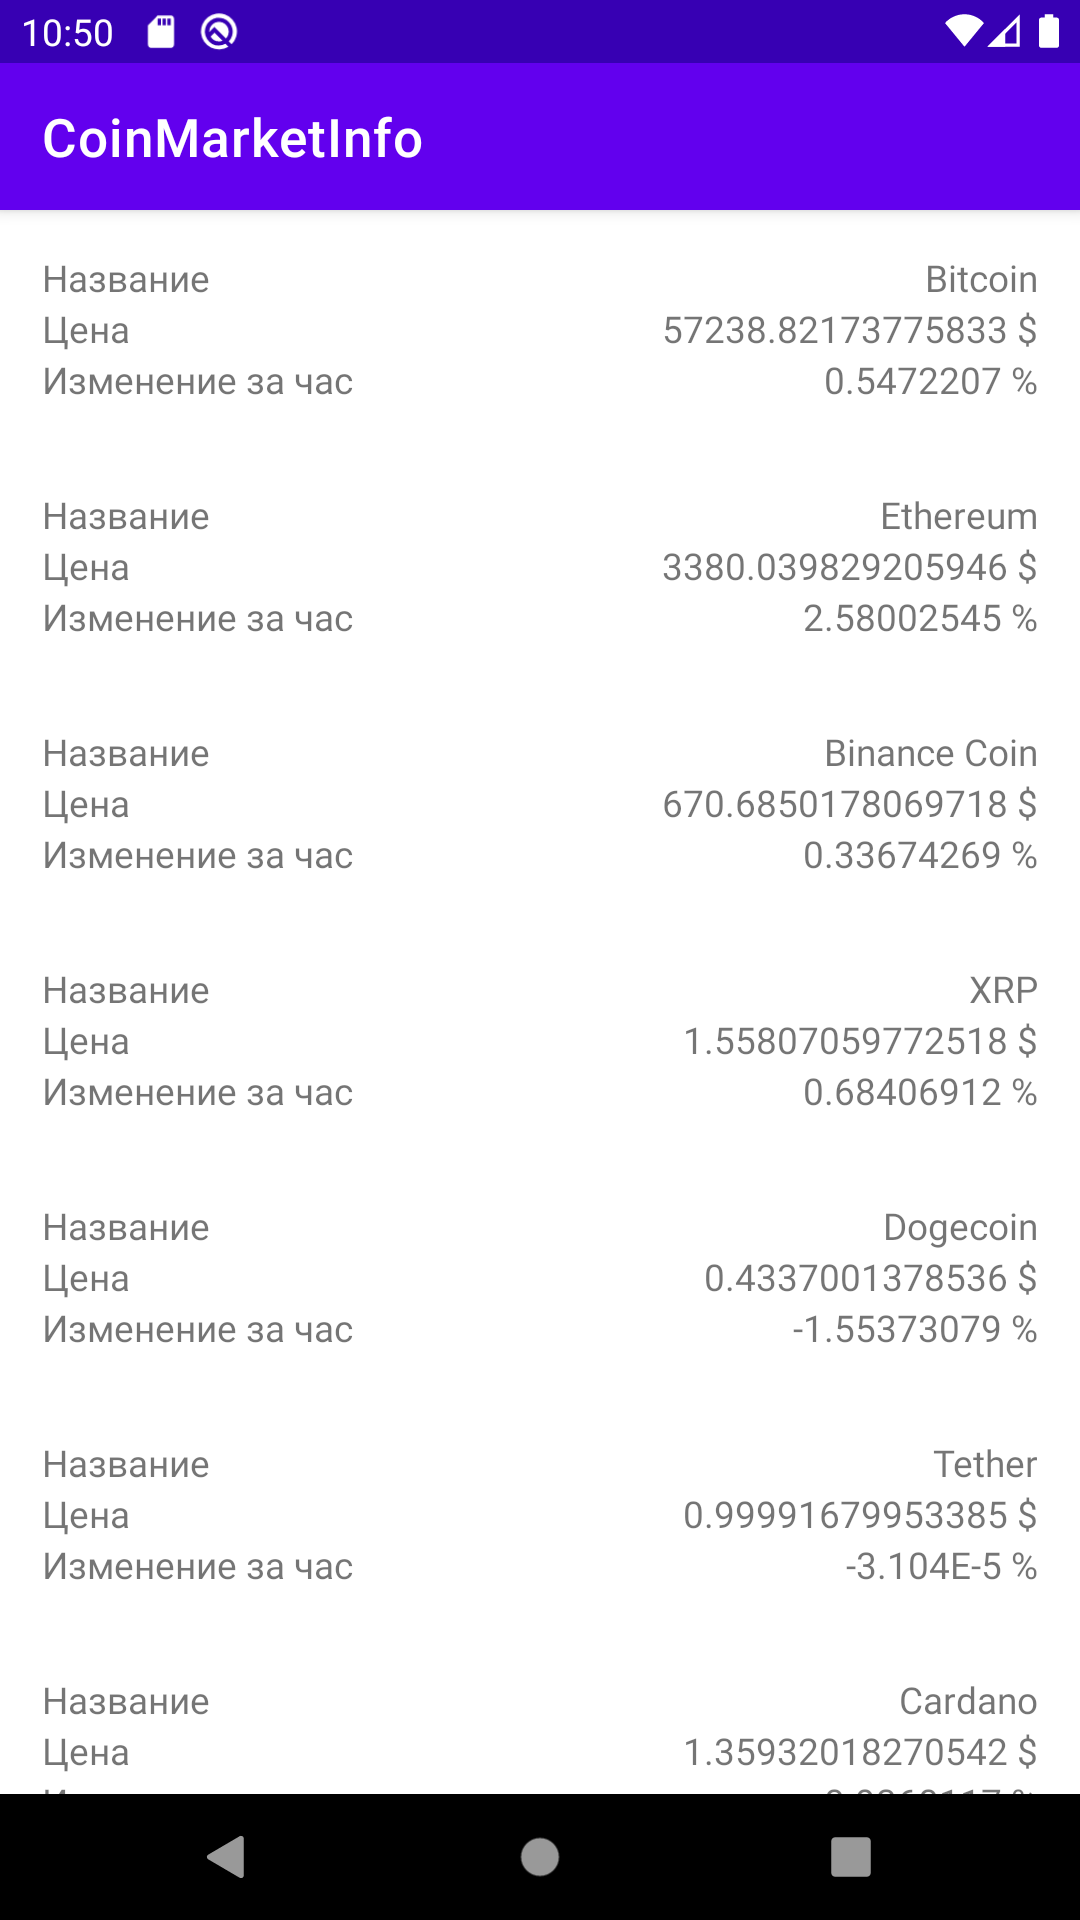 10:50
CoinMarketInfo
Название Bitcoin
Цена 57238.82173775833 $
Изменение за час 0.5472207 %
Название Ethereum
Цена 3380.039829205946 $
Изменение за час 2.58002545 %
Название Binance Coin
Цена 670.6850178069718 $
Изменение за час 0.33674269 %
Название XRP
Цена 1.55807059772518 $
Изменение за час 0.68406912 %
Название Dogecoin
Цена 0.4337001378536 $
Изменение за час -1.55373079 %
Название Tether
Цена 0.99991679953385 $
Изменение за час -3.104E-5 %
Название Cardano
Цена 1.35932018270542 $